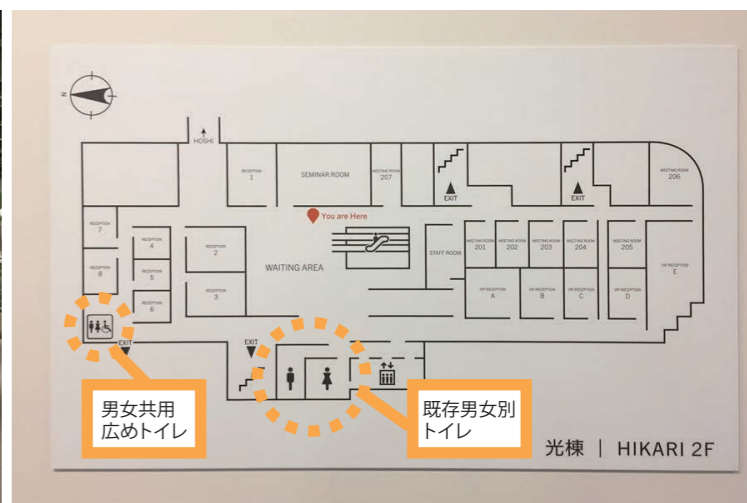 N
HOSHI
RECEPTION
1
SEMINAR ROOM
MEETING ROOM
207
EXIT
EXIT
MEETING ROOM
206
You are Here
RECEPTION
7
RECEPTION
4
RECEPTION
2
RECEPTION
8
RECEPTION
5
RECEPTION
3
RECEPTION
6
WAITING AREA
STAFF ROOM
MEETING ROOM
201
MEETING ROOM
202
MEETING ROOM
203
MEETING ROOM
204
MEETING ROOM
205
VIP RECEPTION
A
VIP RECEPTION
B
VIP RECEPTION
C
VIP RECEPTION
D
VIP RECEPTION
E
EXIT
EXIT
男女共用
広めトイレ
既存男女別
トイレ
光棟 | HIKARI 2F